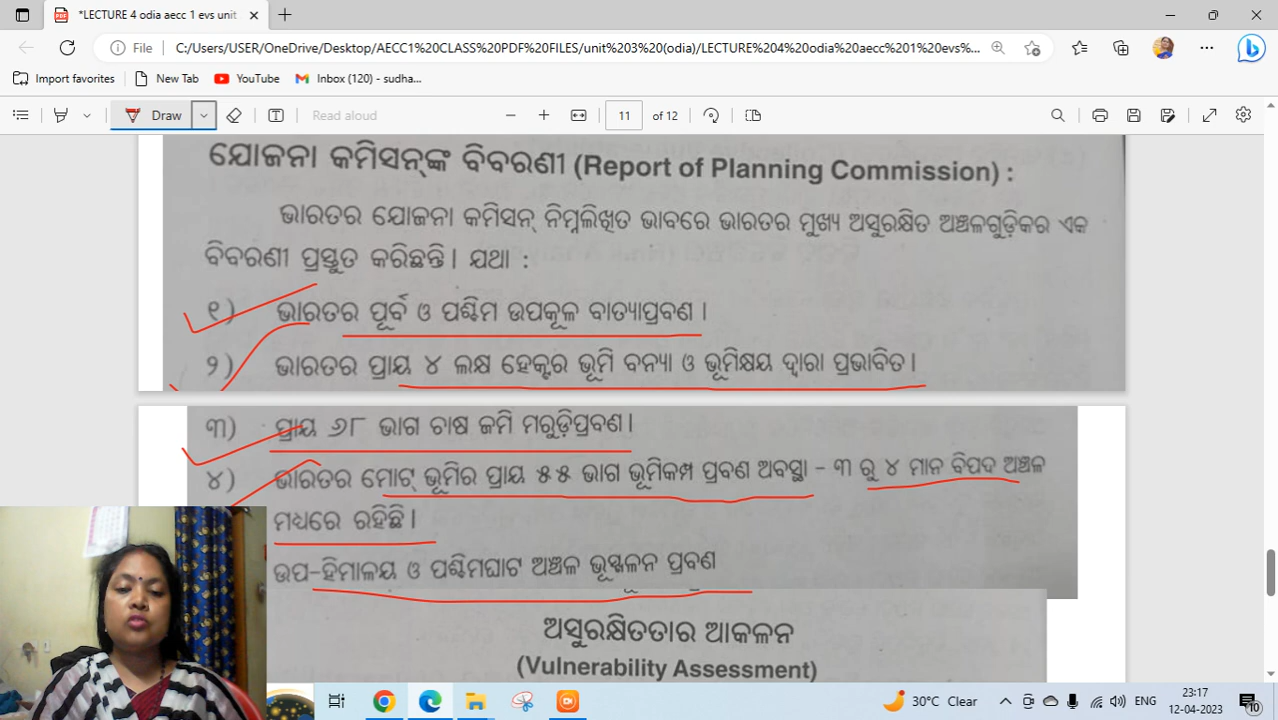 *LECTURE 4 odia aecc 1 evs unit
File
C:/Users/USER/OneDrive/Desktop/AECC1%20CLASS%20PDF%20FILES/unit%203%20(odia)/LECTURE%204%20odia%20aecc%201%20evs%...
Import favorites
New Tab
YouTube
Inbox (120) - sudha...
Draw
Read aloud
11
of 12
ଯୋଜନା କମିସନ୍‌ଙ୍କ ବିବରଣୀ (Report of Planning Commission) :
ଭାରତର ଯୋଜନା କମିସନ୍ ନିମ୍ନଲିଖିତ ଭାବରେ ଭାରତର ମୁଖ୍ୟ ଅସୁରକ୍ଷିତ ଅଞ୍ଚଳଗୁଡ଼ିକର ଏକ
ବିବରଣୀ ପ୍ରସ୍ତୁତ କରିଛନ୍ତି। ଯଥା :
୧) ଭାରତର ପୂର୍ବ ଓ ପଶ୍ଚିମ ଉପକୂଳ ବାତ୍ୟାପ୍ରବଣ।
୨) ଭାରତର ପ୍ରାୟ ୪ ଲକ୍ଷ ହେକ୍ଟର ଭୂମି ବନ୍ୟା ଓ ଭୂମିକ୍ଷୟ ଦ୍ୱାରା ପ୍ରଭାବିତ।
୩) ପ୍ରାୟ ୬୮ ଭାଗ ଚାଷ ଜମି ମରୁଡ଼ିପ୍ରବଣ।
୪) ଭାରତର ମୋଟ୍ ଭୂମିର ପ୍ରାୟ ୫୫ ଭାଗ ଭୂମିକମ୍ପ ପ୍ରବଣ ଅବସ୍ଥା - ୩ ରୁ ୪ ମାନ ବିପଦ ଅଞ୍ଚଳ
ମଧ୍ୟରେ ରହିଛି।
ଉପ-ହିମାଳୟ ଓ ପଶ୍ଚିମଘାଟ ଅଞ୍ଚଳ ଭୂସ୍ଖଳନ ପ୍ରବଣ
ଅସୁରକ୍ଷିତତାର ଆକଳନ
(Vulnerability Assessment)
30°C Clear
ENG
23:17
12-04-2023
10